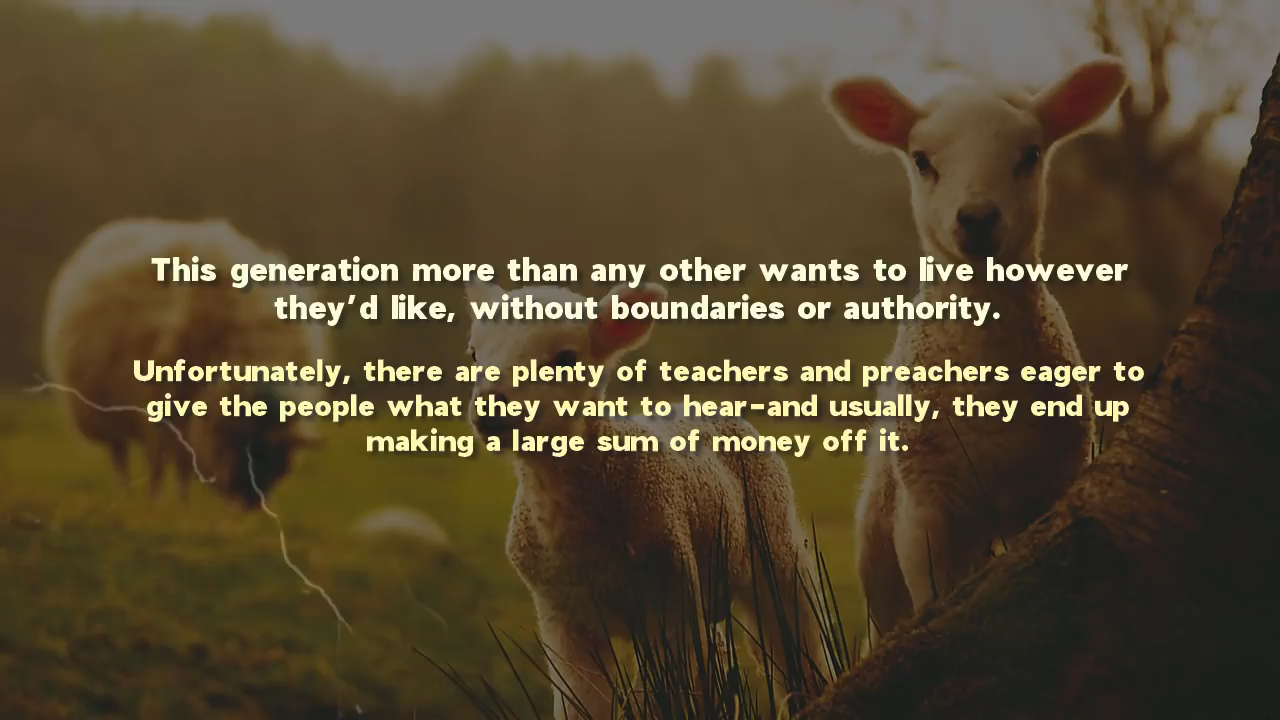 This generation more than any other wants to live however
they'd like, without boundaries or authority.
Unfortunately, there are plenty of teachers and preachers eager to
give the people what they want to hear-and usually, they end up
making a large sum of money off it.